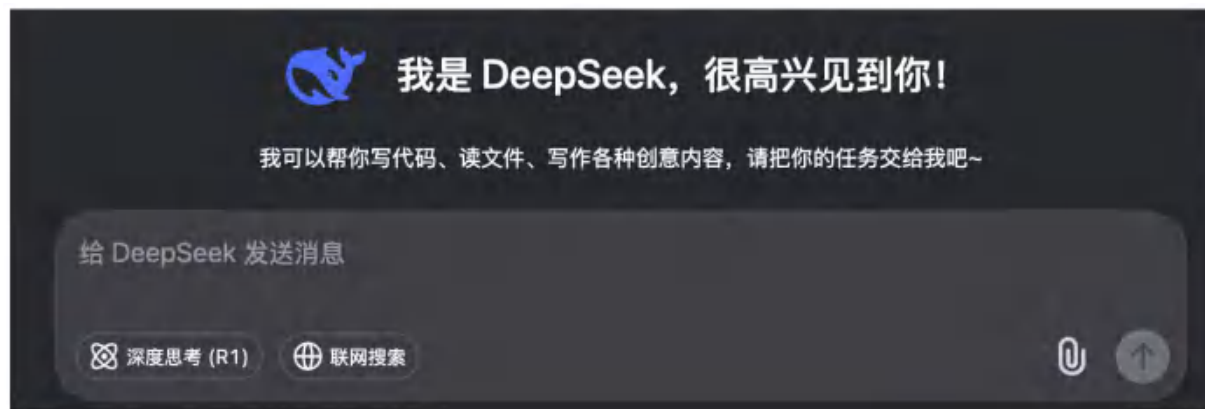 我是 DeepSeek，很高兴见到你！
我可以帮你写代码、读文件、写作各种创意内容，请把你的任务交给我吧~
给 DeepSeek 发送消息
深度思考 (R1) 联网搜索